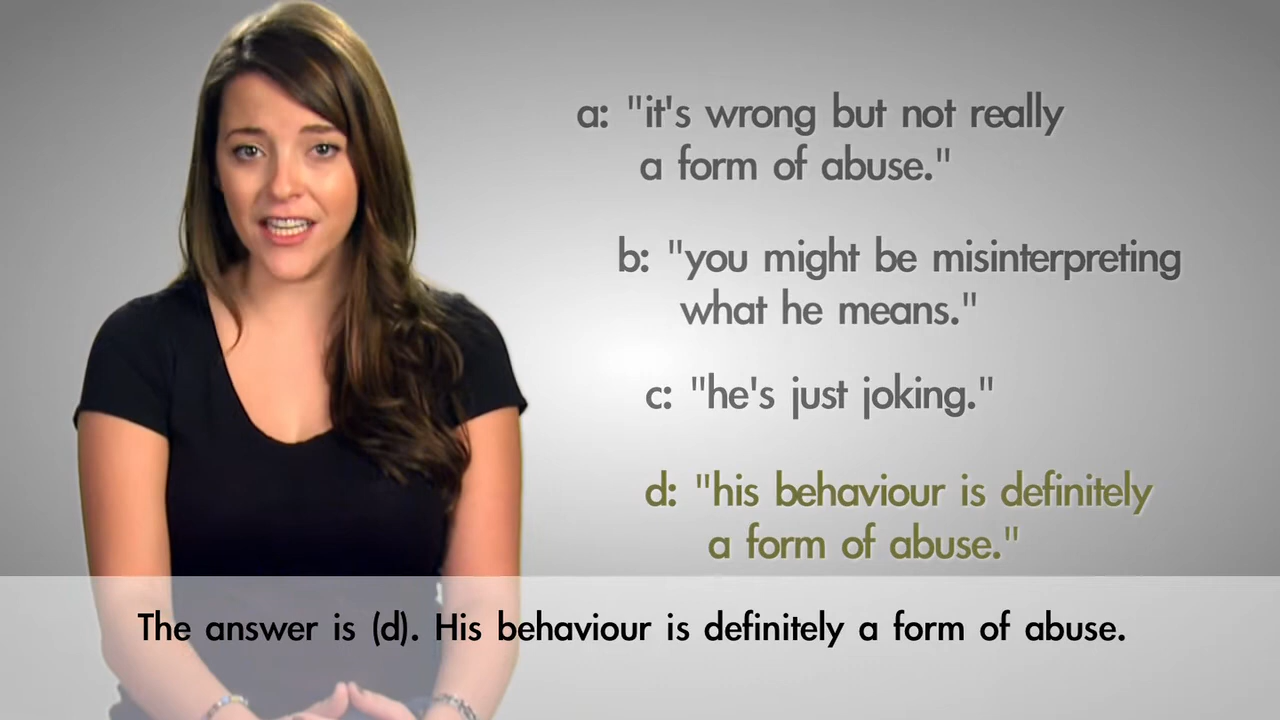 a: "it's wrong but not really
a form of abuse."
b: "you might be misinterpreting
what he means."
c: "he's just joking."
d: "his behaviour is definitely
a form of abuse."
The answer is (d). His behaviour is definitely a form of abuse.